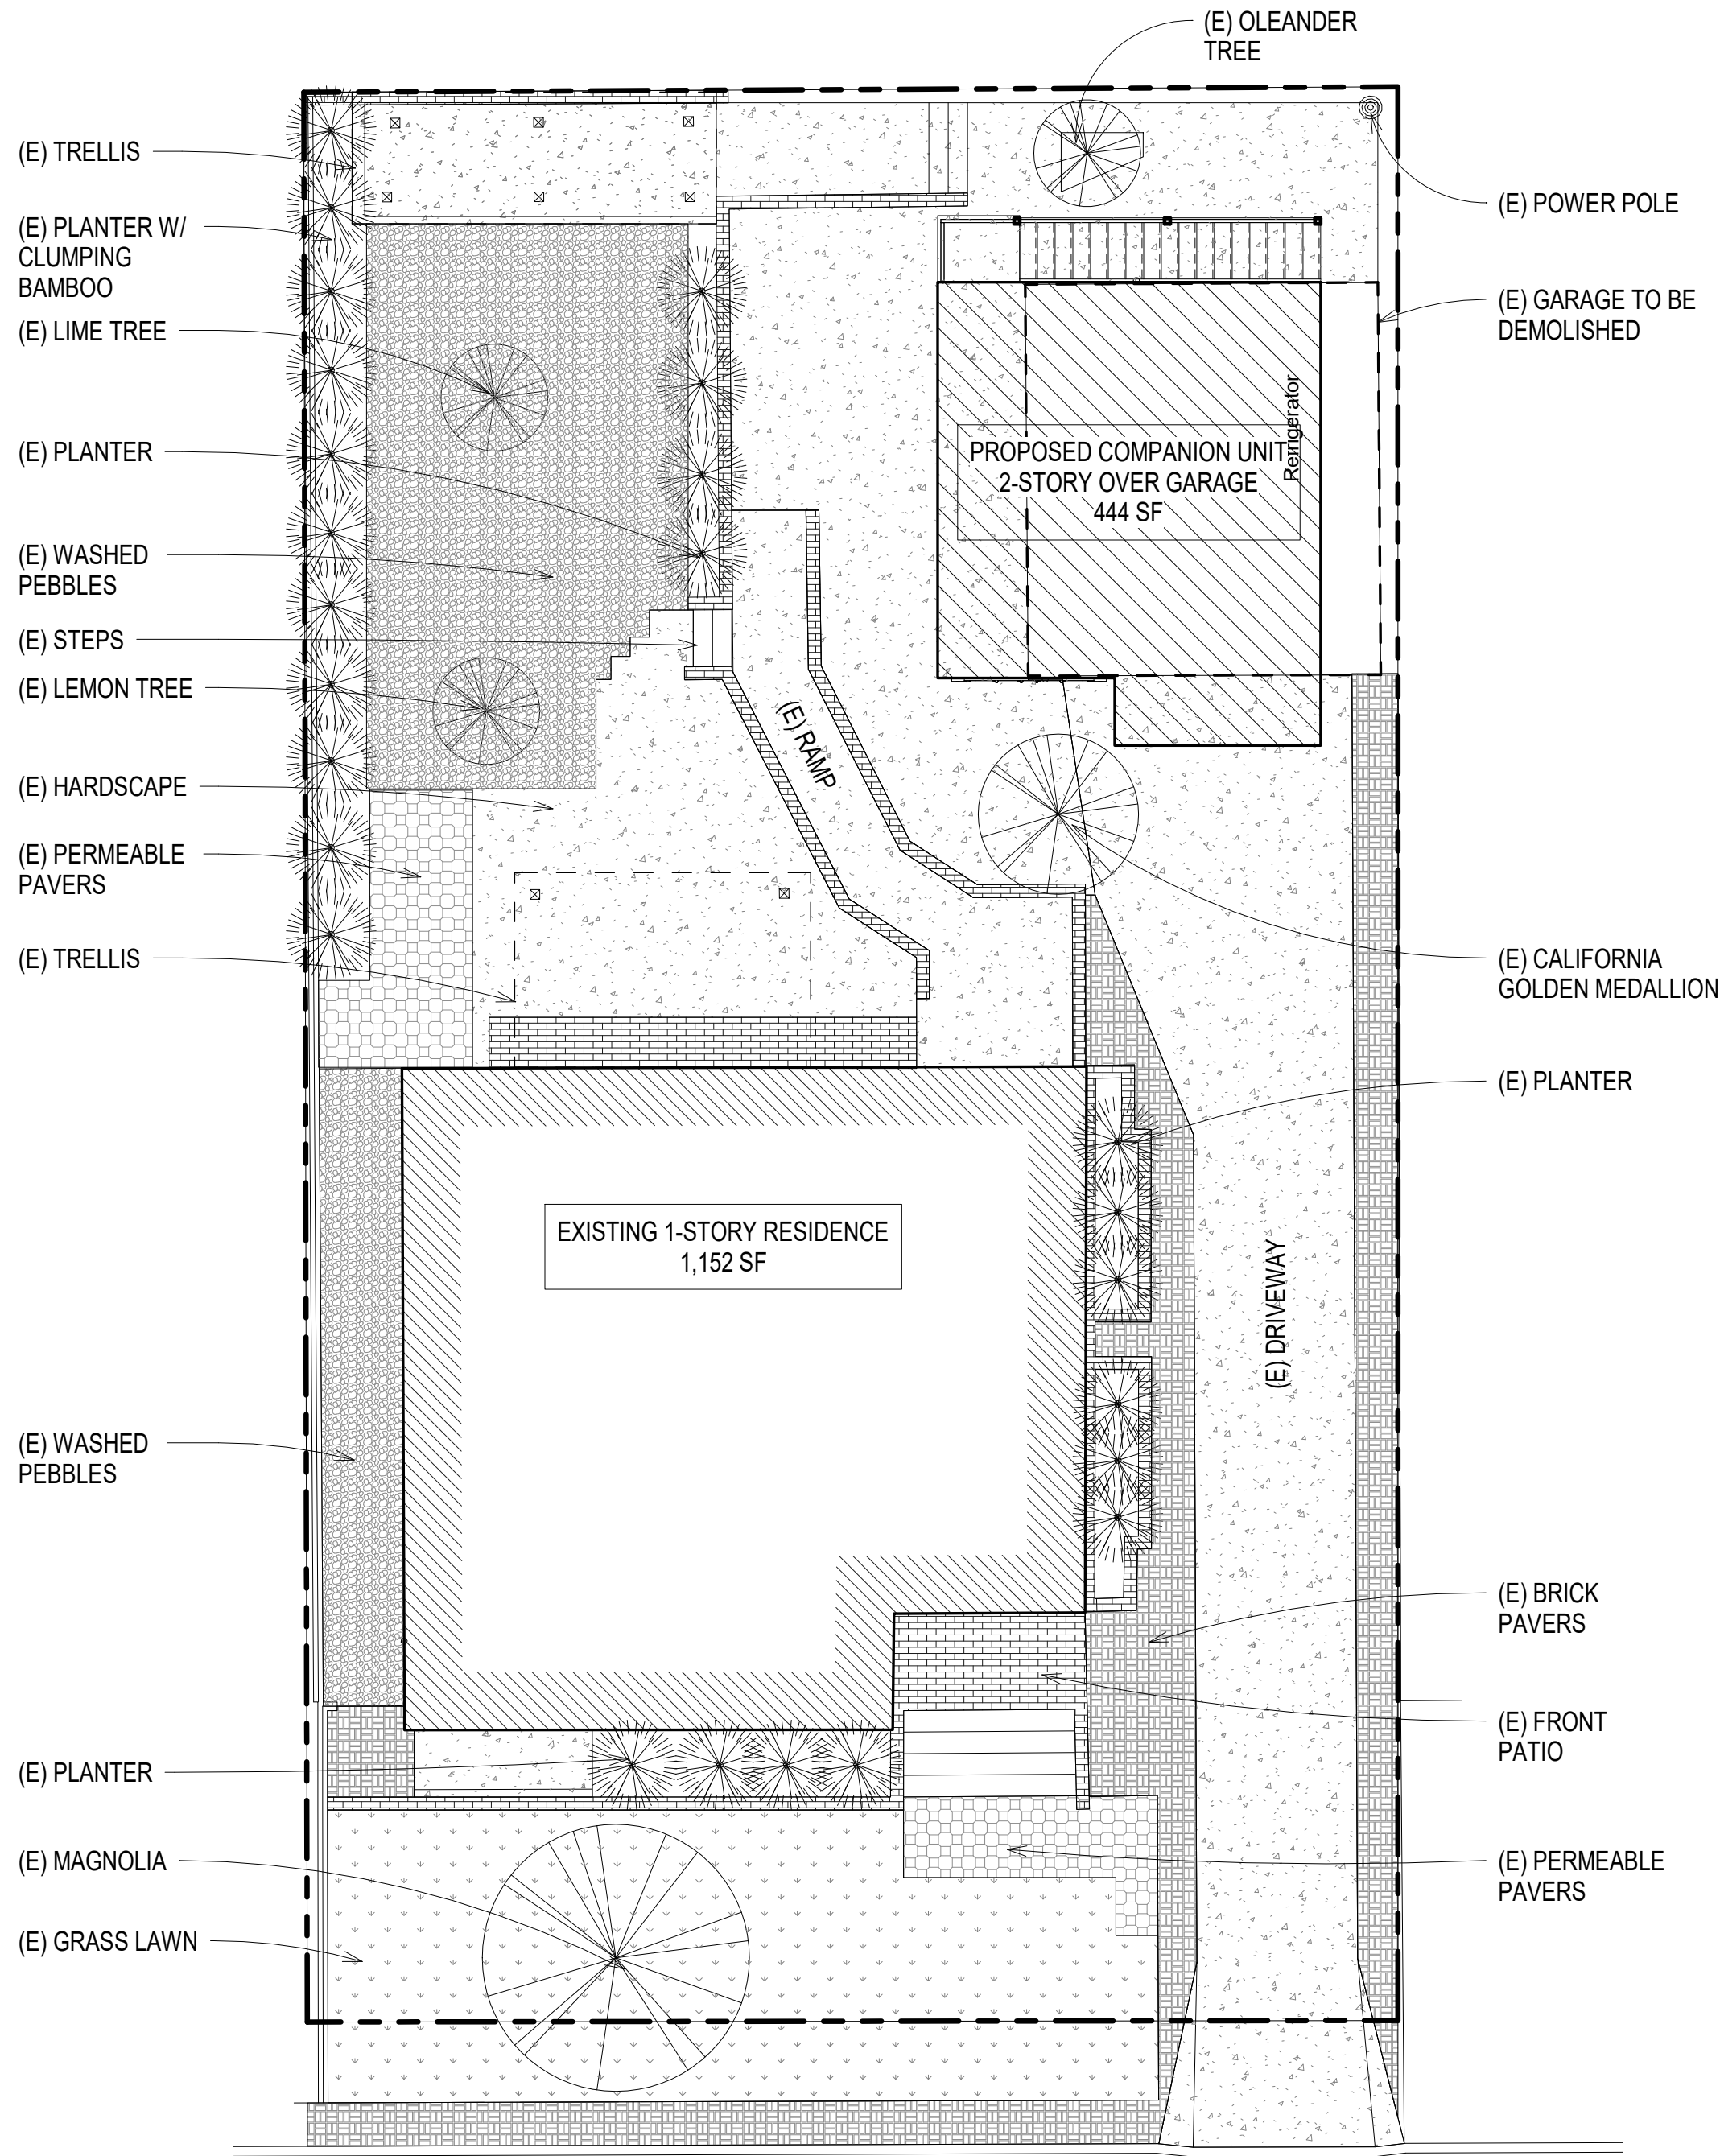 (E) OLEANDER
TREE
(E) TRELLIS
(E) POWER POLE
(E) PLANTER W/
CLUMPING
BAMBOO
(E) GARAGE TO BE
DEMOLISHED
(E) LIME TREE
Refrigerator
(E) PLANTER
PROPOSED COMPANION UNIT
2-STORY OVER GARAGE
444 SF
(E) WASHED
PEBBLES
(E) STEPS
(E) LEMON TREE
(E) RAMP
(E) HARDSCAPE
(E) PERMEABLE
PAVERS
(E) TRELLIS
(E) CALIFORNIA
GOLDEN MEDALLION
(E) PLANTER
EXISTING 1-STORY RESIDENCE
1,152 SF
(E) DRIVEWAY
(E) WASHED
PEBBLES
(E) BRICK
PAVERS
(E) FRONT
PATIO
(E) PLANTER
(E) MAGNOLIA
(E) PERMEABLE
PAVERS
(E) GRASS LAWN